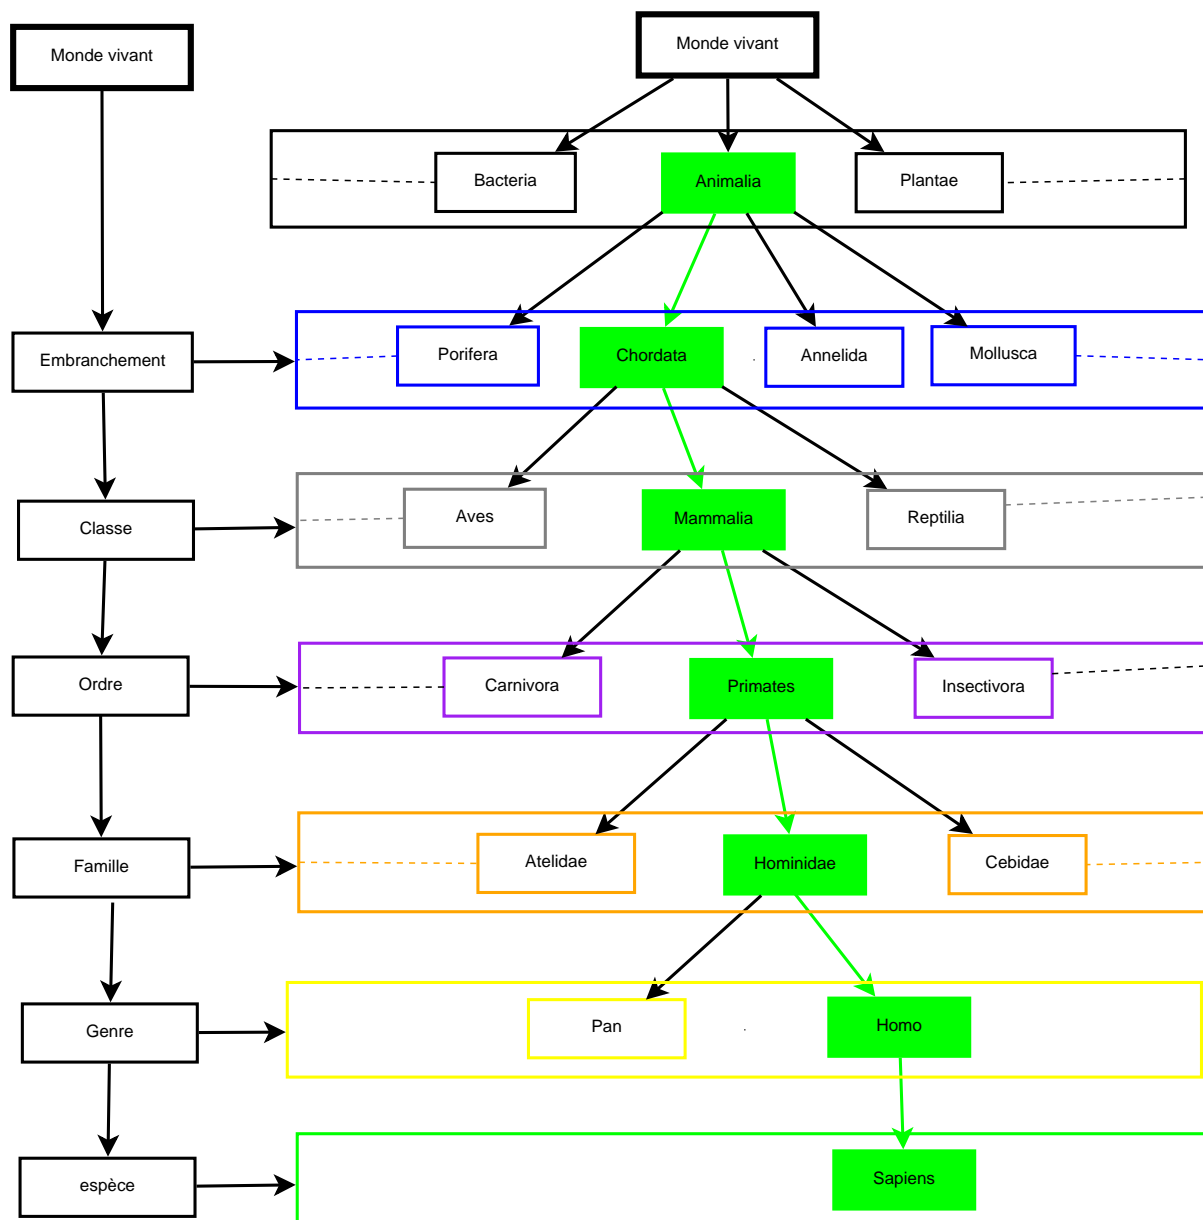 Monde vivant
Monde vivant
Bacteria
Animalia
Plantae
Embranchement
Porifera
Chordata
Annelida
Mollusca
Classe
Aves
Mammalia
Reptilia
Ordre
Carnivora
Primates
Insectivora
Famille
Atelidae
Hominidae
Cebidae
Genre
Pan
Homo
espèce
Sapiens